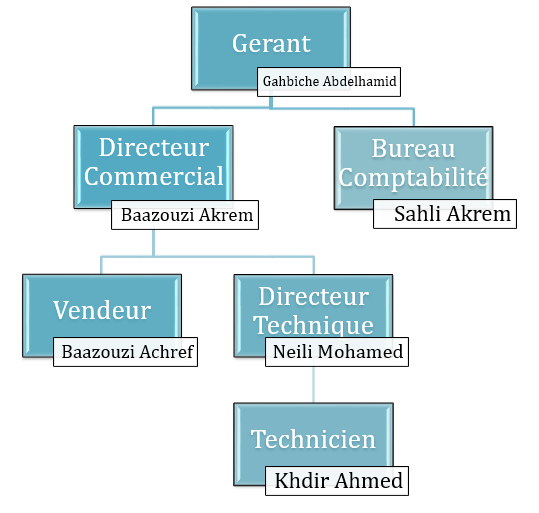 Gerant
Gahbiche Abdelhamid
Directeur
Commercial
Baazouzi Akrem
Bureau
Comptabilité
Sahli Akrem
Vendeur
Baazouzi Achref
Directeur
Technique
Neili Mohamed
Technicien
Khdir Ahmed